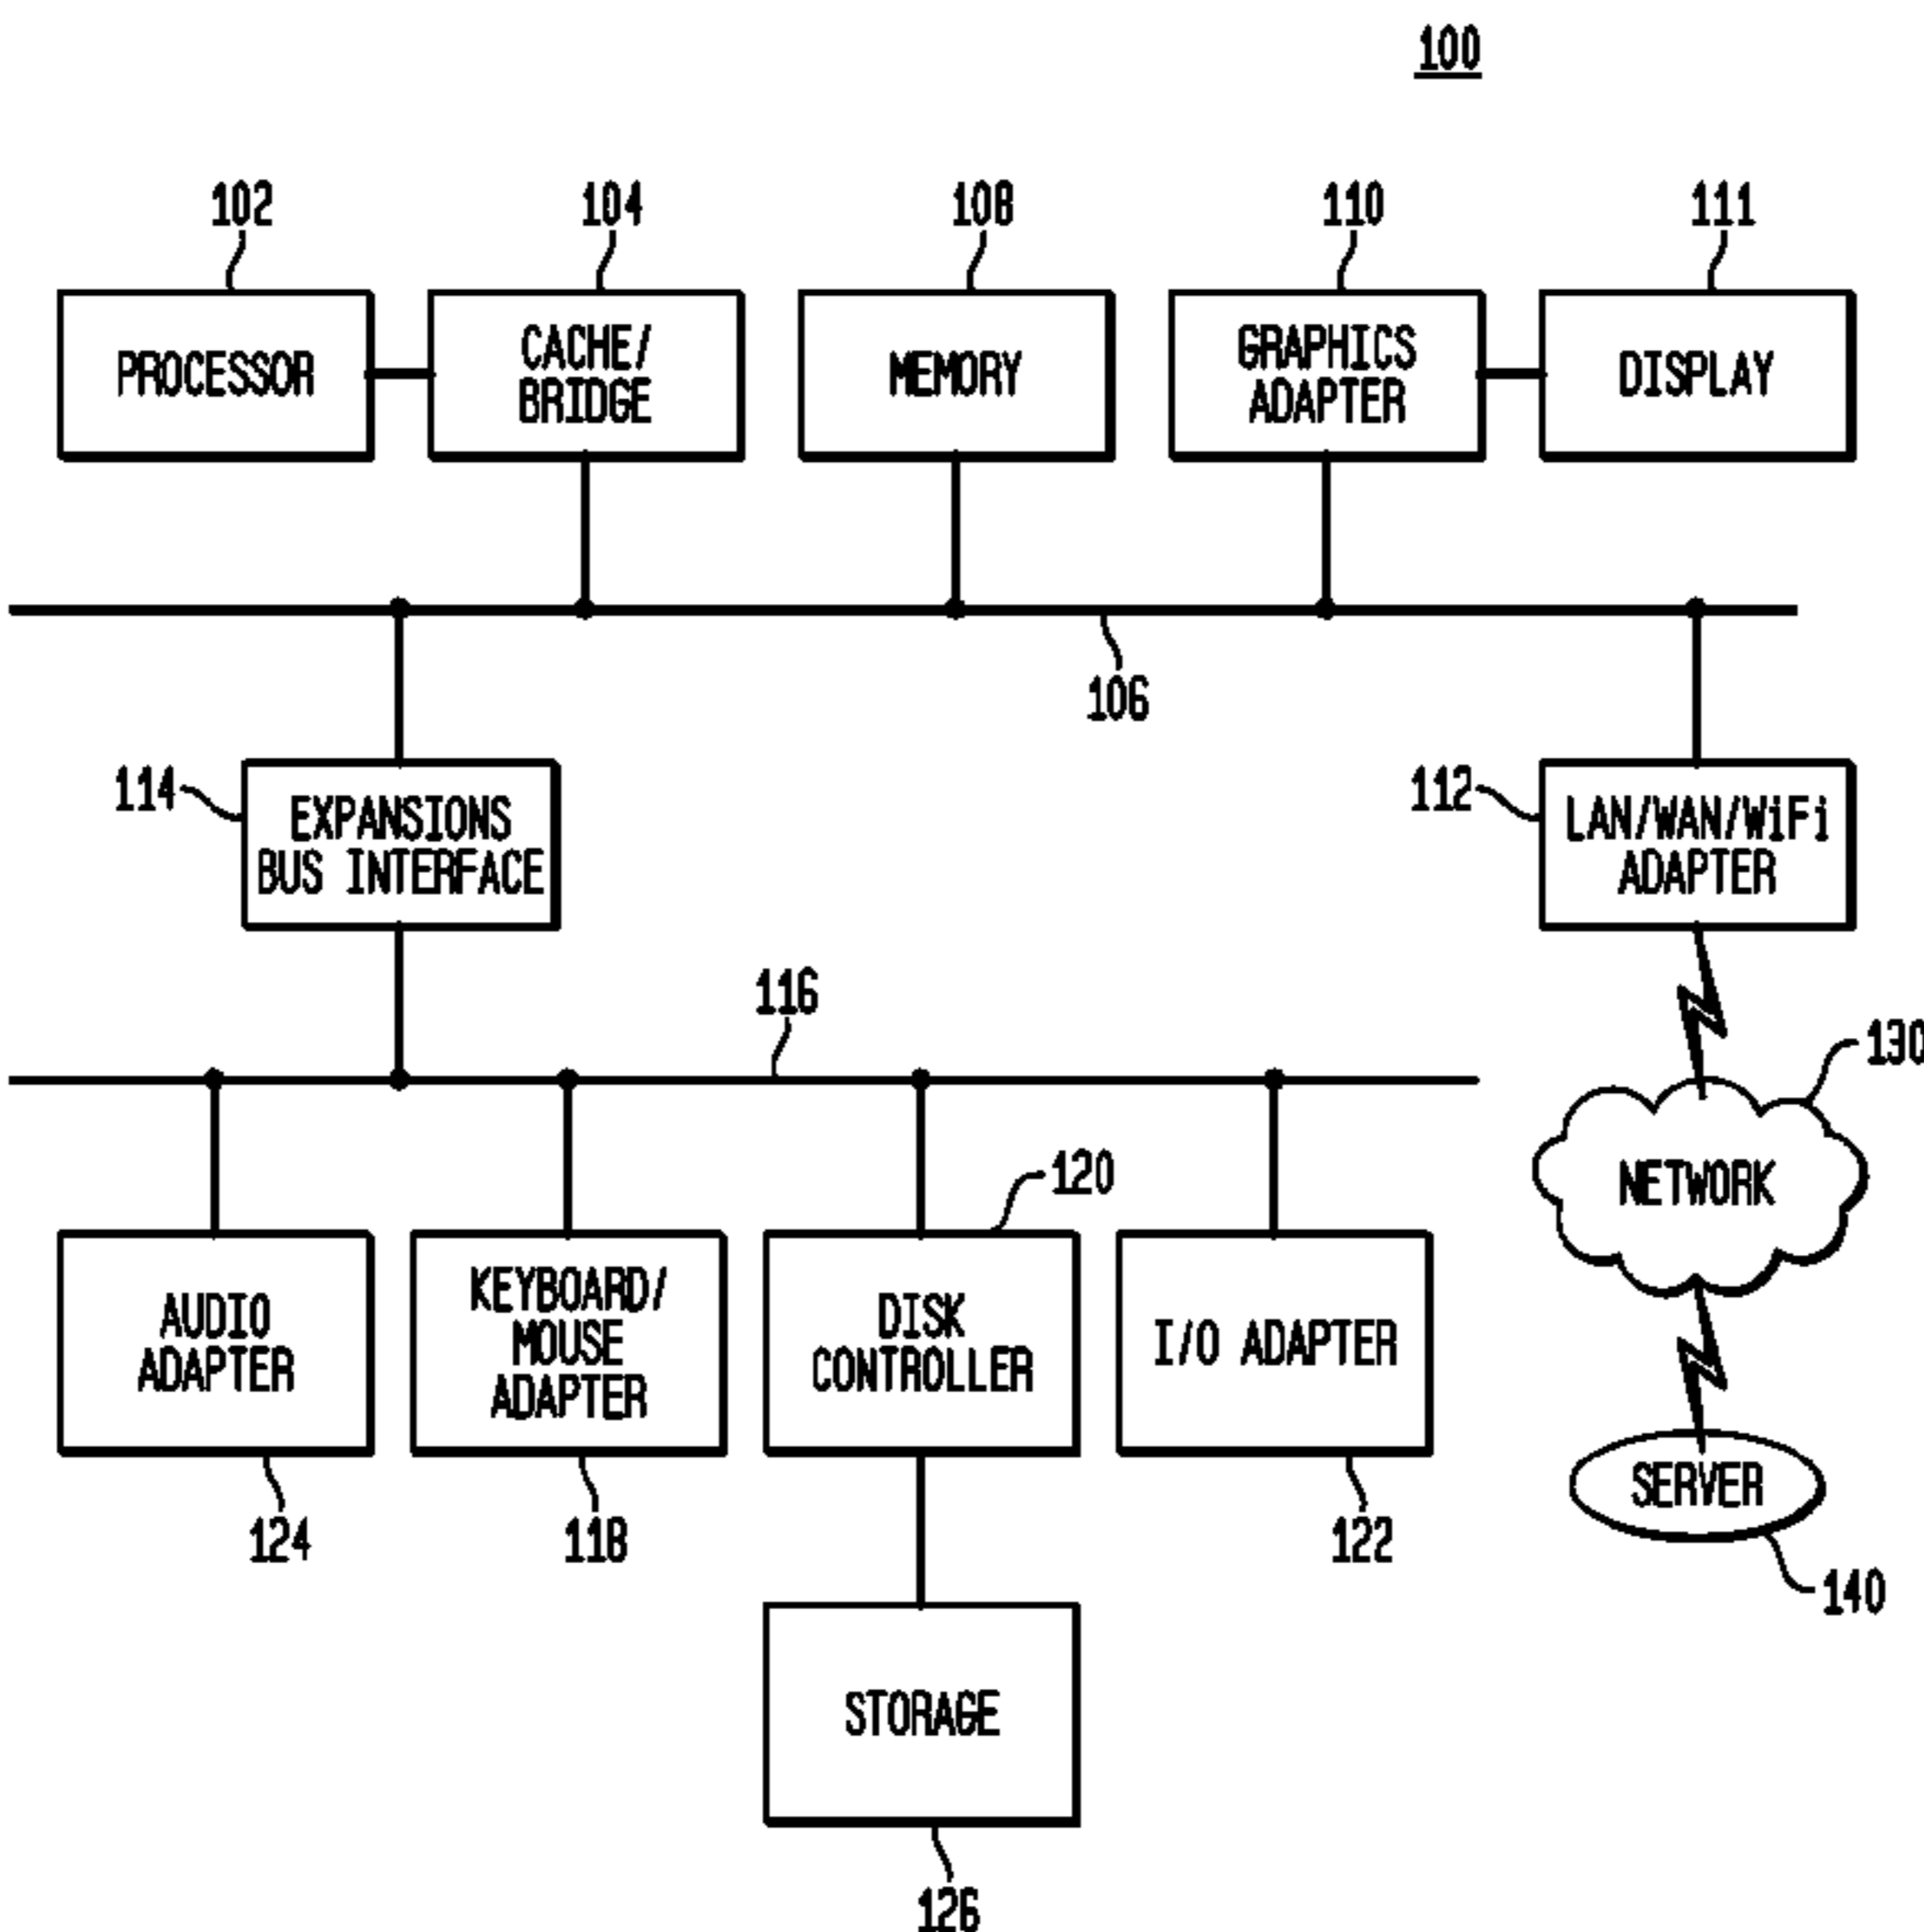 100
102
104
108
110
111
PROCESSOR
CACHE/
BRIDGE
MEMORY
GRAPHICS
ADAPTER
DISPLAY
106
114
EXPANSIONS
BUS INTERFACE
112
LAN/WAN/WiFi
ADAPTER
116
130
NETWORK
120
AUDIO
ADAPTER
KEYBOARD/
MOUSE
ADAPTER
DISK
CONTROLLER
I/O ADAPTER
SERVER
124
118
122
140
STORAGE
126